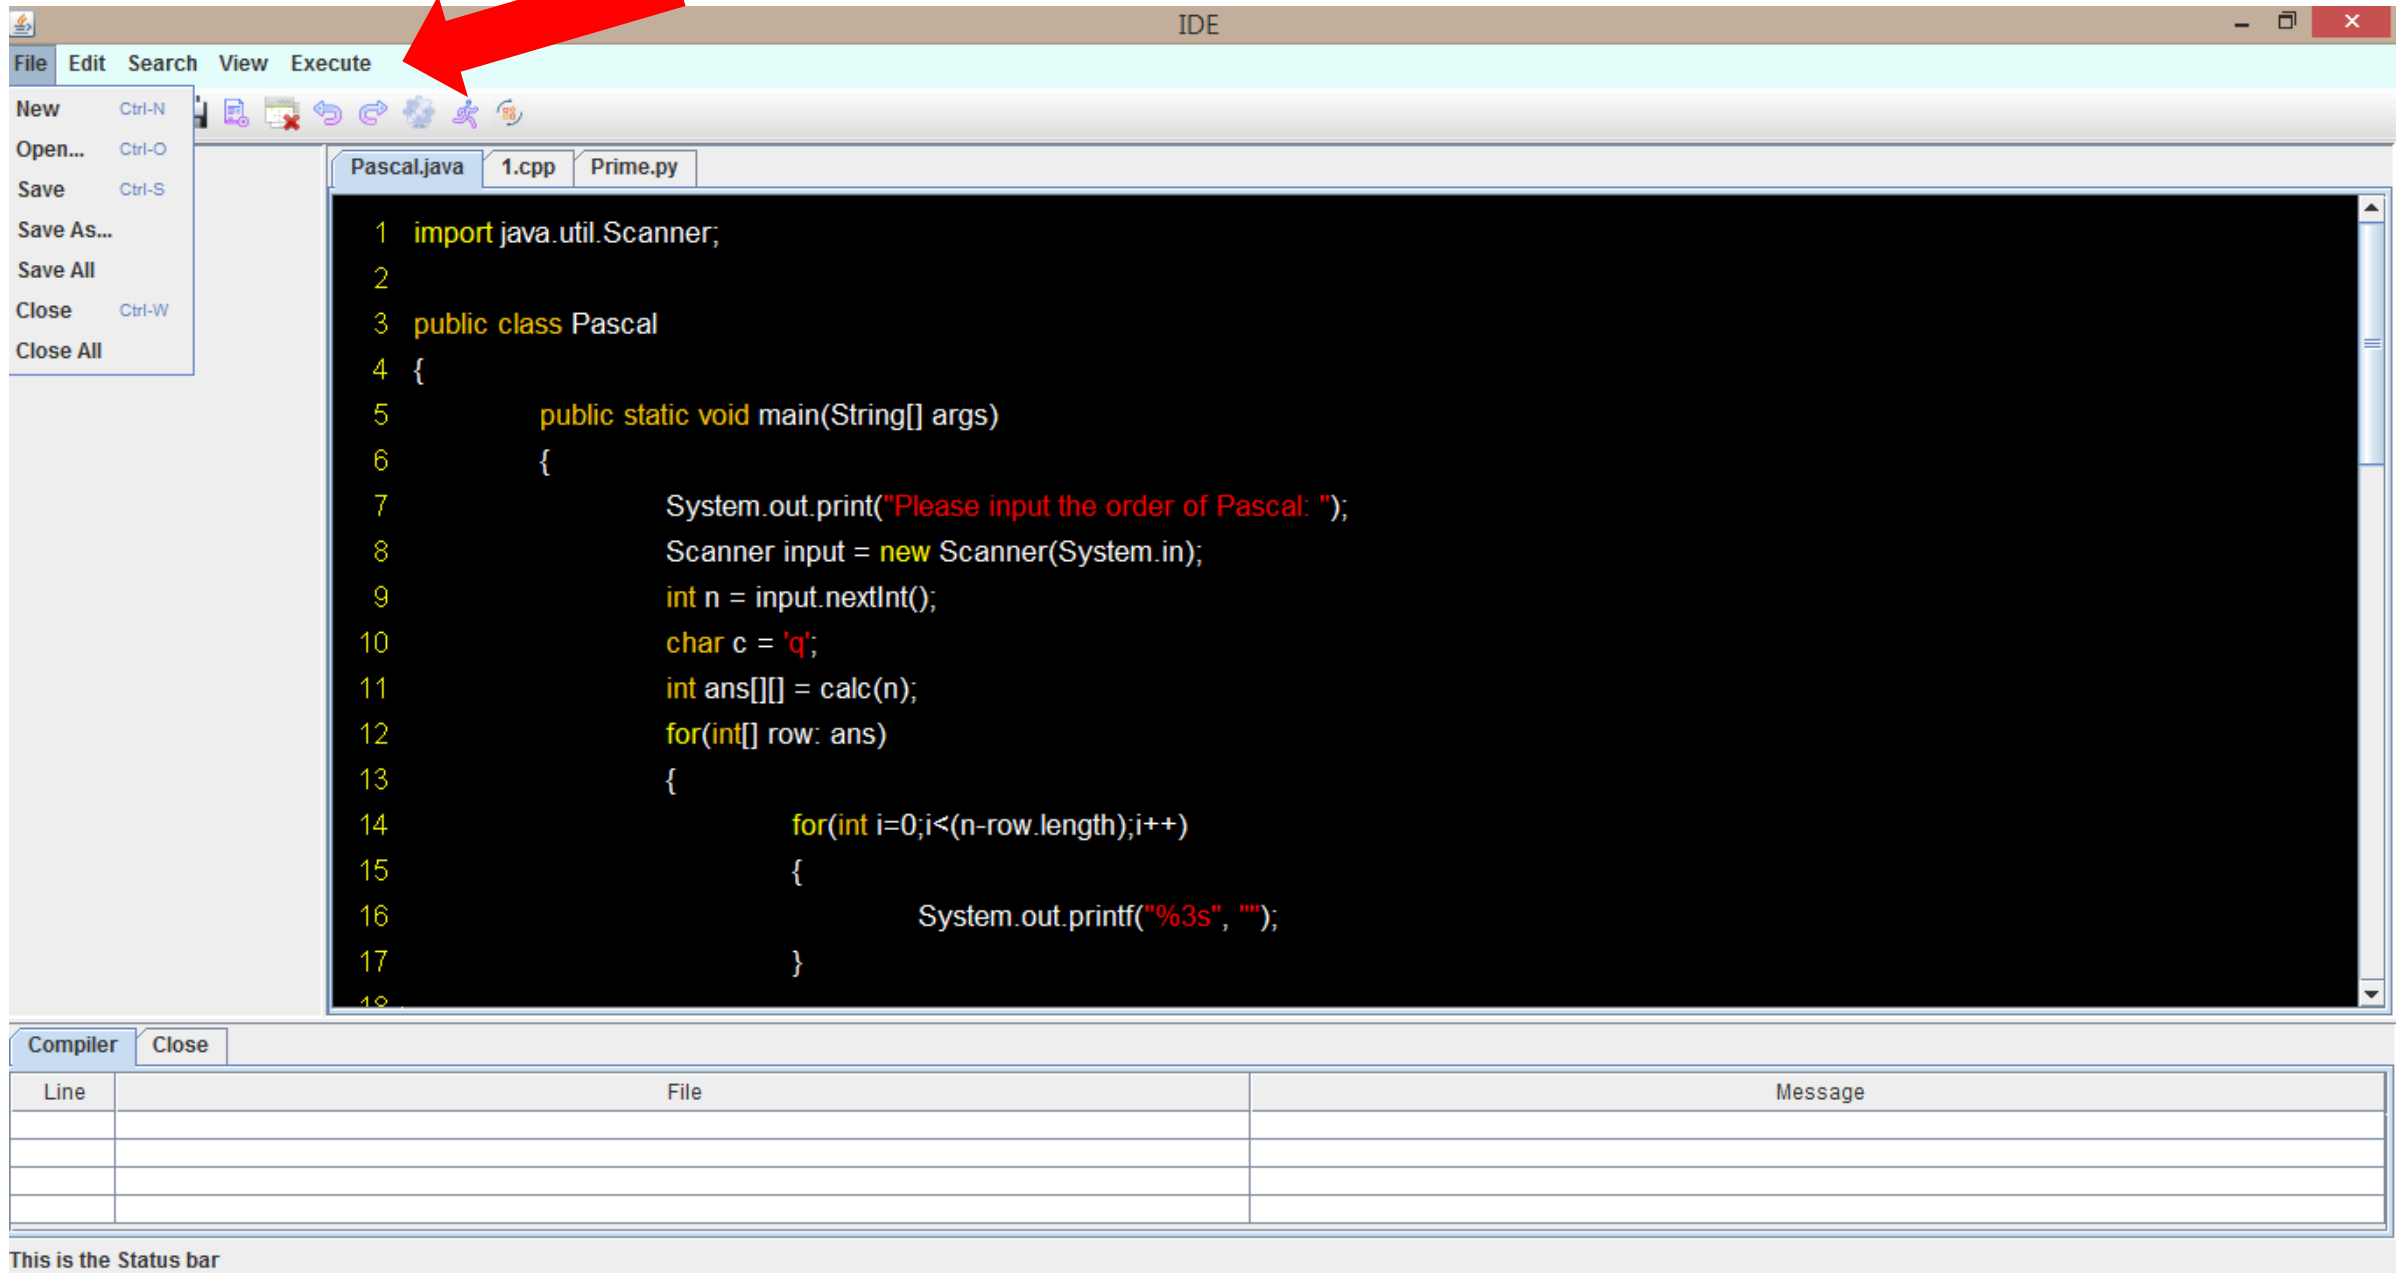 IDE
File Edit Search View Execute
New Ctrl-N
Open... Ctrl-O
Save Ctrl-S
Save As...
Save All
Close Ctrl-W
Close All
Pascal.java 1.cpp Prime.py
1 import java.util.Scanner;
2
3 public class Pascal
4 {
5 public static void main(String[] args)
6 {
7 System.out.print("Please input the order of Pascal: ");
8 Scanner input = new Scanner(System.in);
9 int n = input.nextInt();
10 char c = 'q';
11 int ans[][] = calc(n);
12 for(int[] row: ans)
13 {
14 for(int i=0;i<(n-row.length);i++)
15 {
16 System.out.printf("%3s", "");
17 }
18
Compiler Close
Line File Message
This is the Status bar